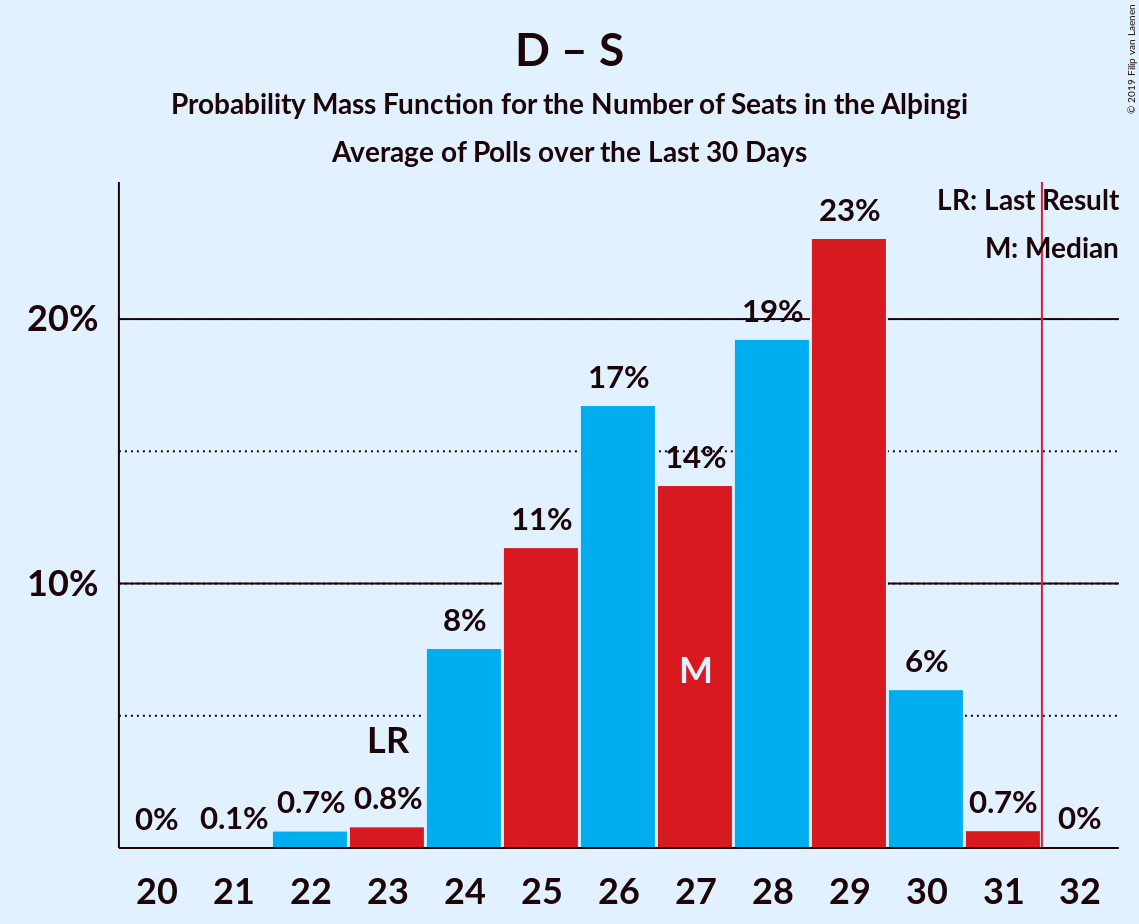 D – S
Probability Mass Function for the Number of Seats in the Alþingi
Average of Polls over the Last 30 Days
© 2019 Filip van Laenen
LR: Last Result
M: Median
20%
10%
0%
0.1%
0.7%
0.8%
8%
11%
17%
14%
19%
23%
6%
0.7%
0%
LR
M
20 21 22 23 24 25 26 27 28 29 30 31 32